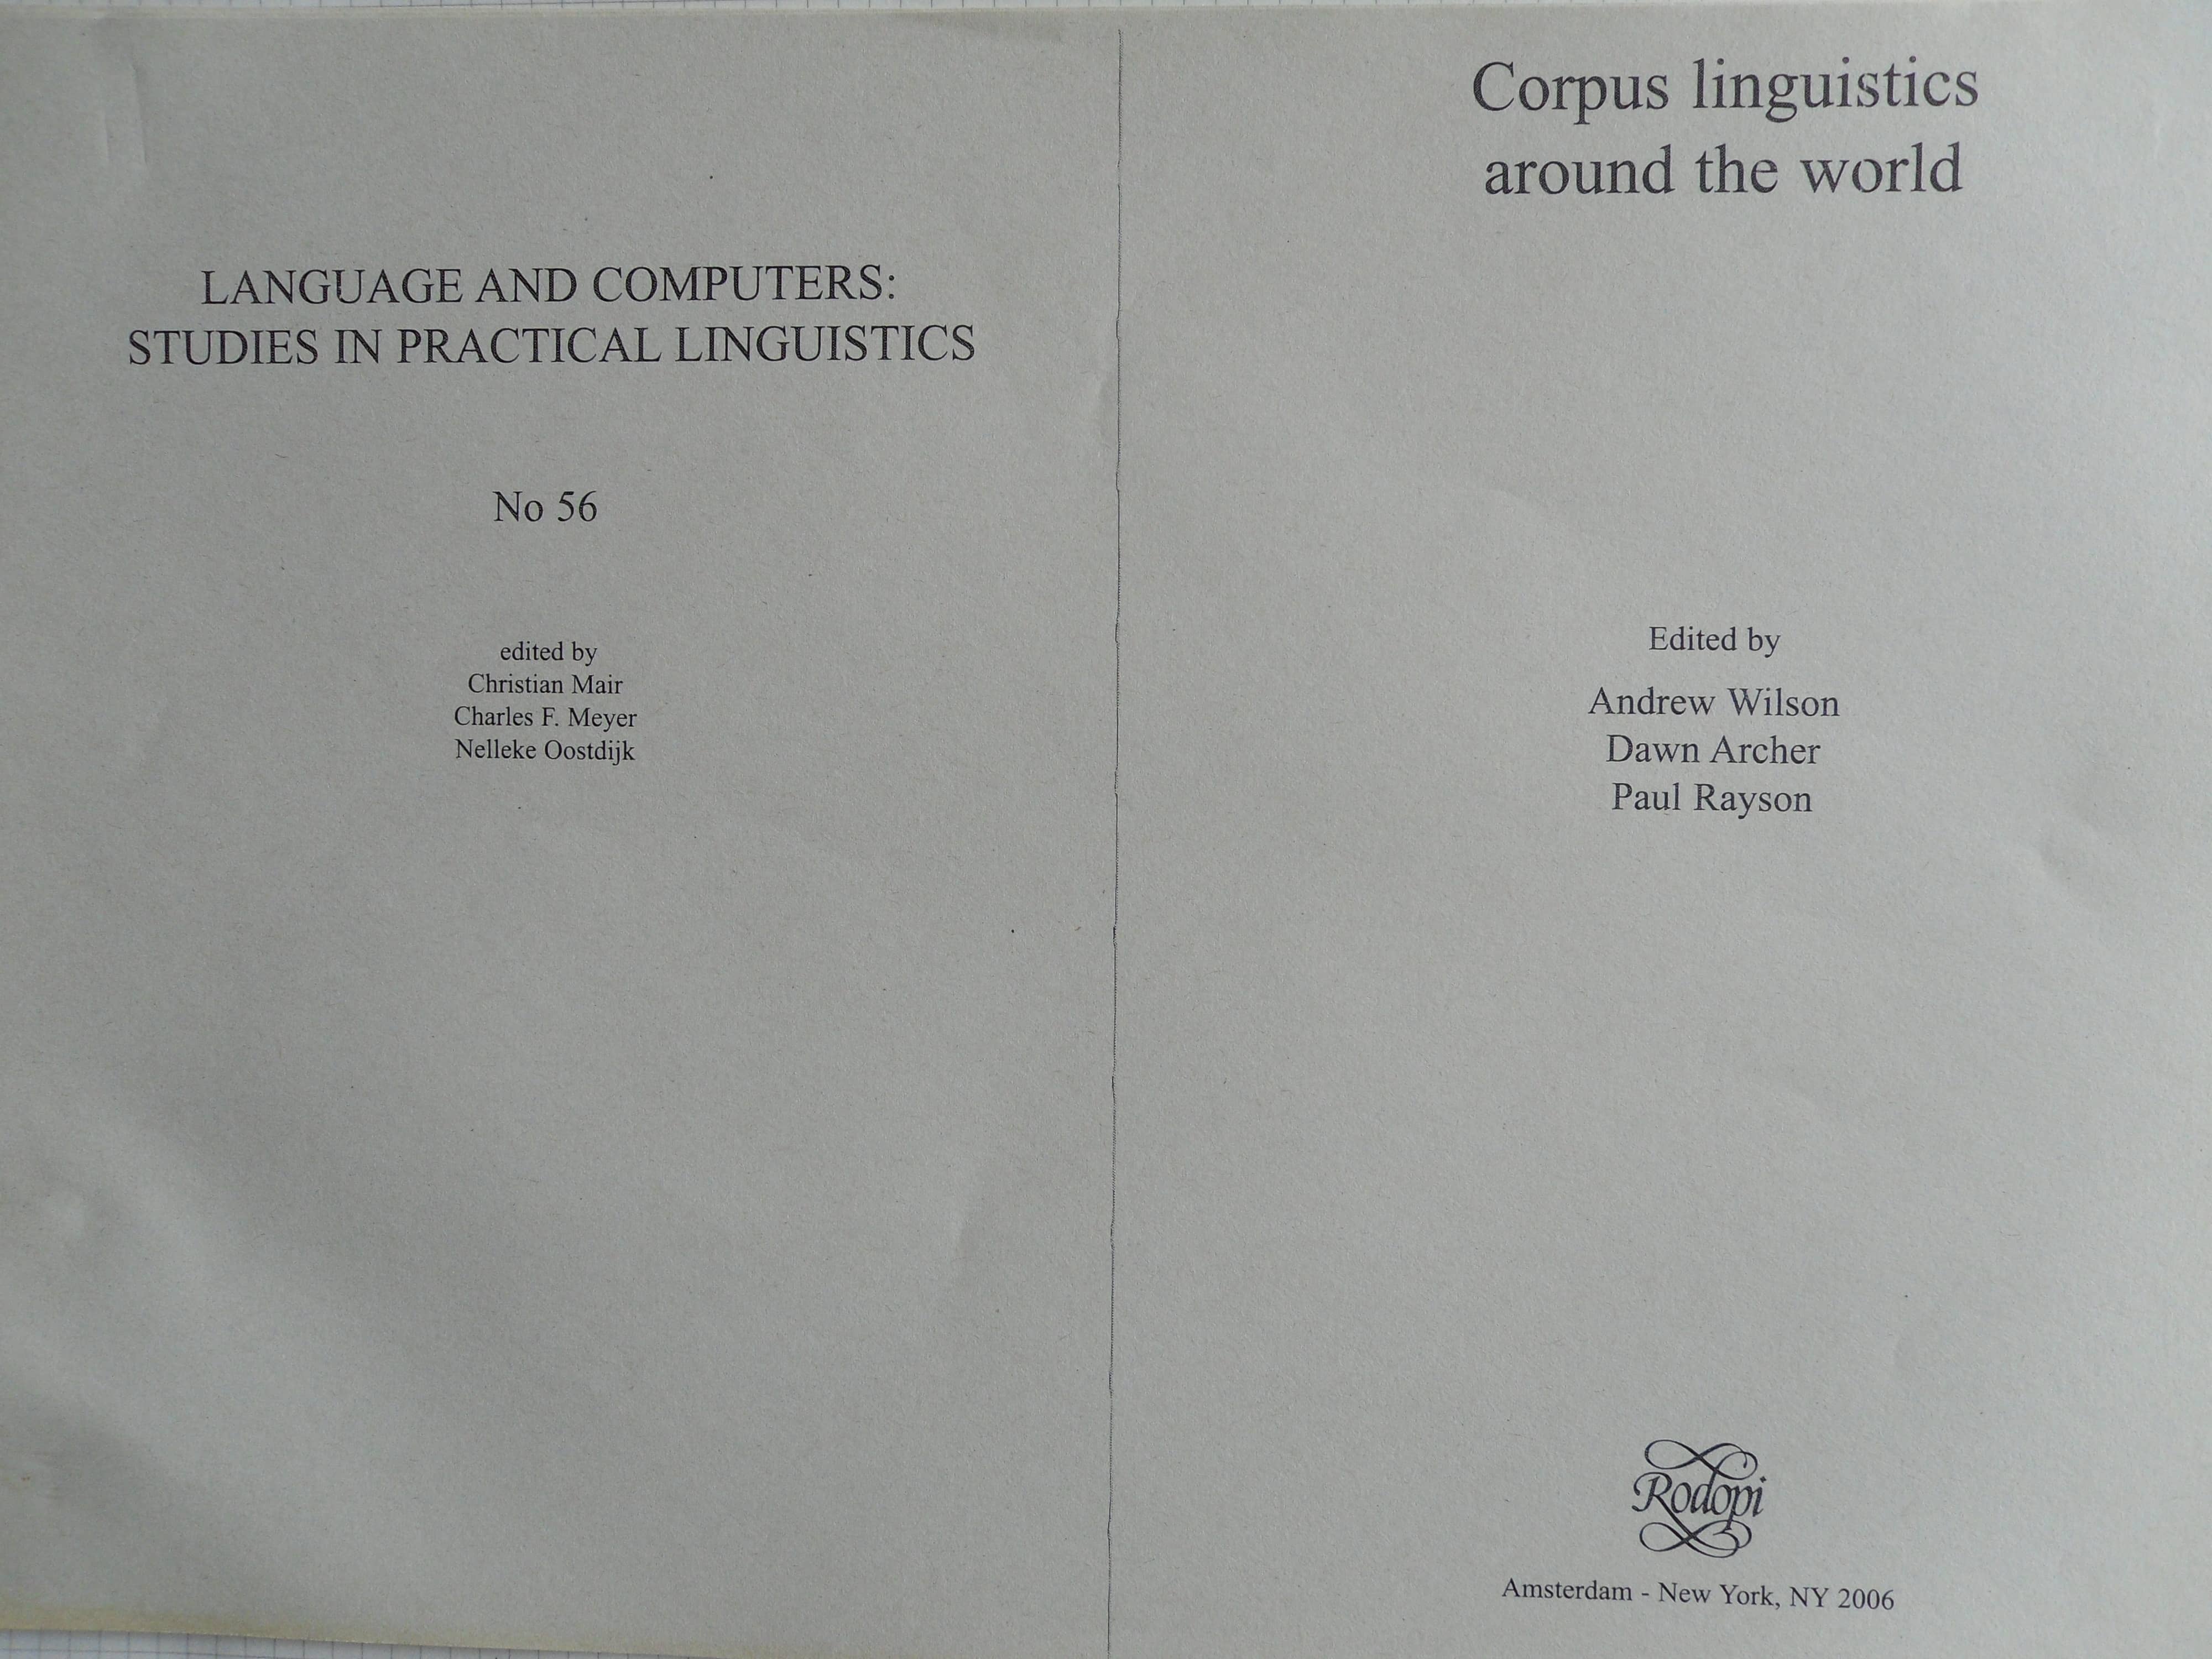 LANGUAGE AND COMPUTERS:
STUDIES IN PRACTICAL LINGUISTICS
No 56
edited by
Christian Mair
Charles F. Meyer
Nelleke Oostdijk
Corpus linguistics
around the world
Edited by
Andrew Wilson
Dawn Archer
Paul Rayson
Rodopi
Amsterdam - New York, NY 2006